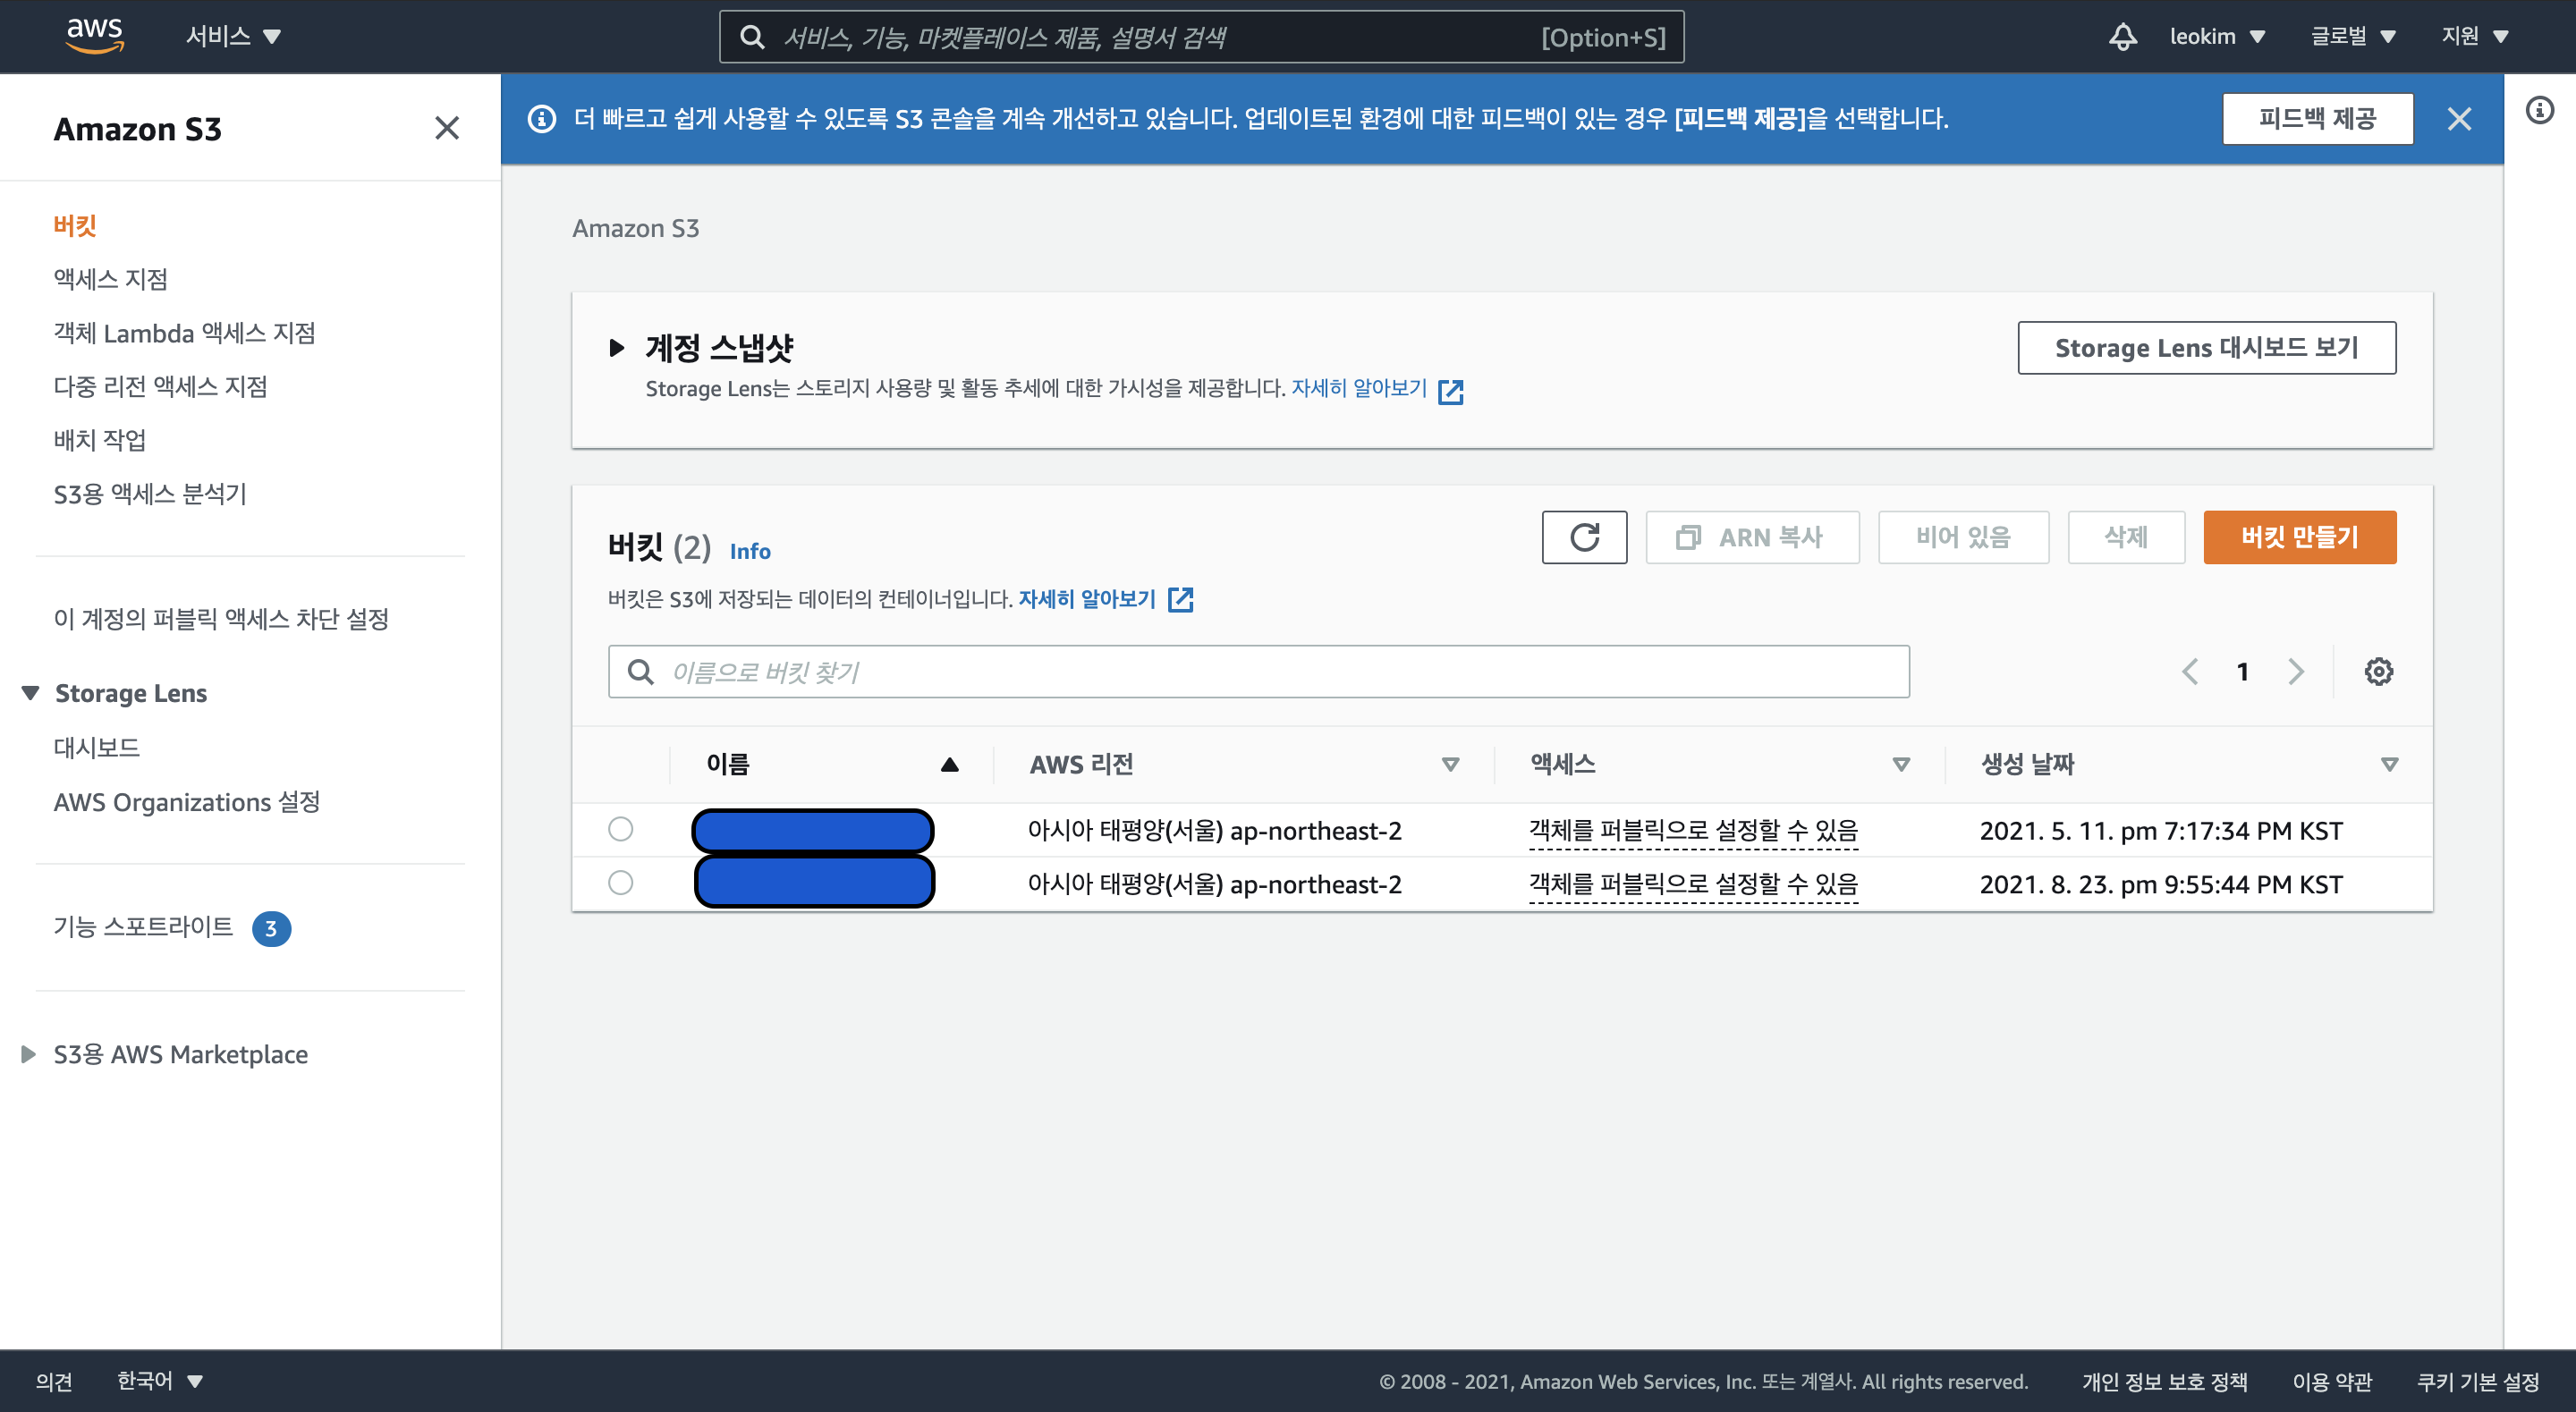 aws 서비스 서비스, 기능, 마켓플레이스 제품, 설명서 검색 [Option+S] leokim 글로벌 지원
Amazon S3
버킷
액세스 지점
객체 Lambda 액세스 지점
다중 리전 액세스 지점
배치 작업
S3용 액세스 분석기
이 계정의 퍼블릭 액세스 차단 설정
Storage Lens
대시보드
AWS Organizations 설정
기능 스포트라이트 3
S3용 AWS Marketplace
더 빠르고 쉽게 사용할 수 있도록 S3 콘솔을 계속 개선하고 있습니다. 업데이트된 환경에 대한 피드백이 있는 경우 [피드백 제공]을 선택합니다. 피드백 제공
Amazon S3
계정 스냅샷 Storage Lens 대시보드 보기
Storage Lens는 스토리지 사용량 및 활동 추세에 대한 가시성을 제공합니다. 자세히 알아보기
버킷 (2) Info ARN 복사 비어 있음 삭제 버킷 만들기
버킷은 S3에 저장되는 데이터의 컨테이너입니다. 자세히 알아보기
이름으로 버킷 찾기 1
이름 AWS 리전 액세스 생성 날짜
아시아 태평양(서울) ap-northeast-2 객체를 퍼블릭으로 설정할 수 있음 2021. 5. 11. pm 7:17:34 PM KST
아시아 태평양(서울) ap-northeast-2 객체를 퍼블릭으로 설정할 수 있음 2021. 8. 23. pm 9:55:44 PM KST
의견 한국어 © 2008 - 2021, Amazon Web Services, Inc. 또는 계열사. All rights reserved. 개인 정보 보호 정책 이용 약관 쿠키 기본 설정